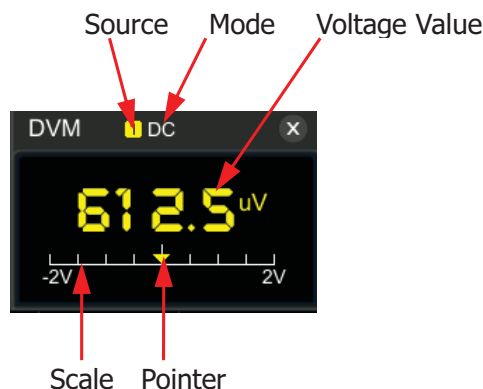 Source Mode Voltage Value
DVM 1 DC X
612.5 uV
-2V 2V
Scale Pointer